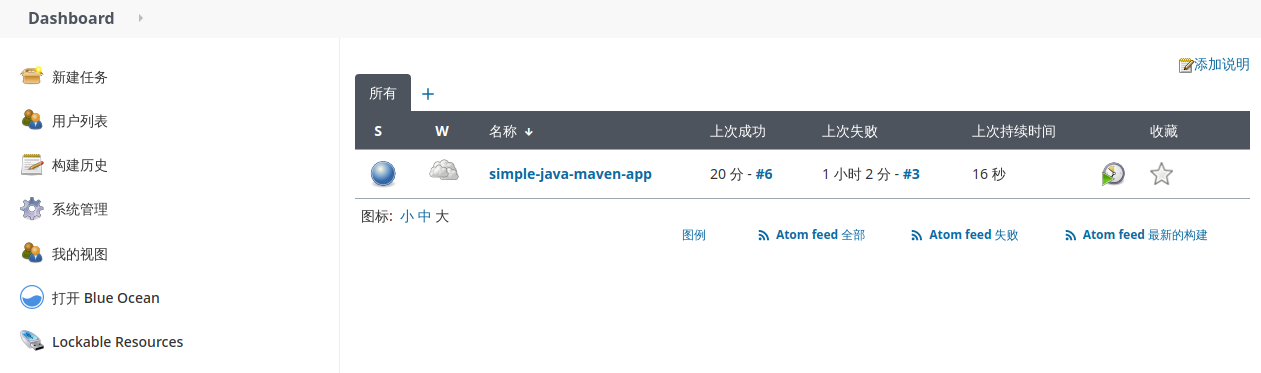 Dashboard
新建任务
用户列表
构建历史
系统管理
我的视图
打开 Blue Ocean
Lockable Resources
添加说明
所有 +
S W 名称 ↓ 上次成功 上次失败 上次持续时间 收藏
simple-java-maven-app 20 分 - #6 1 小时 2 分 - #3 16 秒
图标: 小 中 大
图例 Atom feed 全部 Atom feed 失败 Atom feed 最新的构建